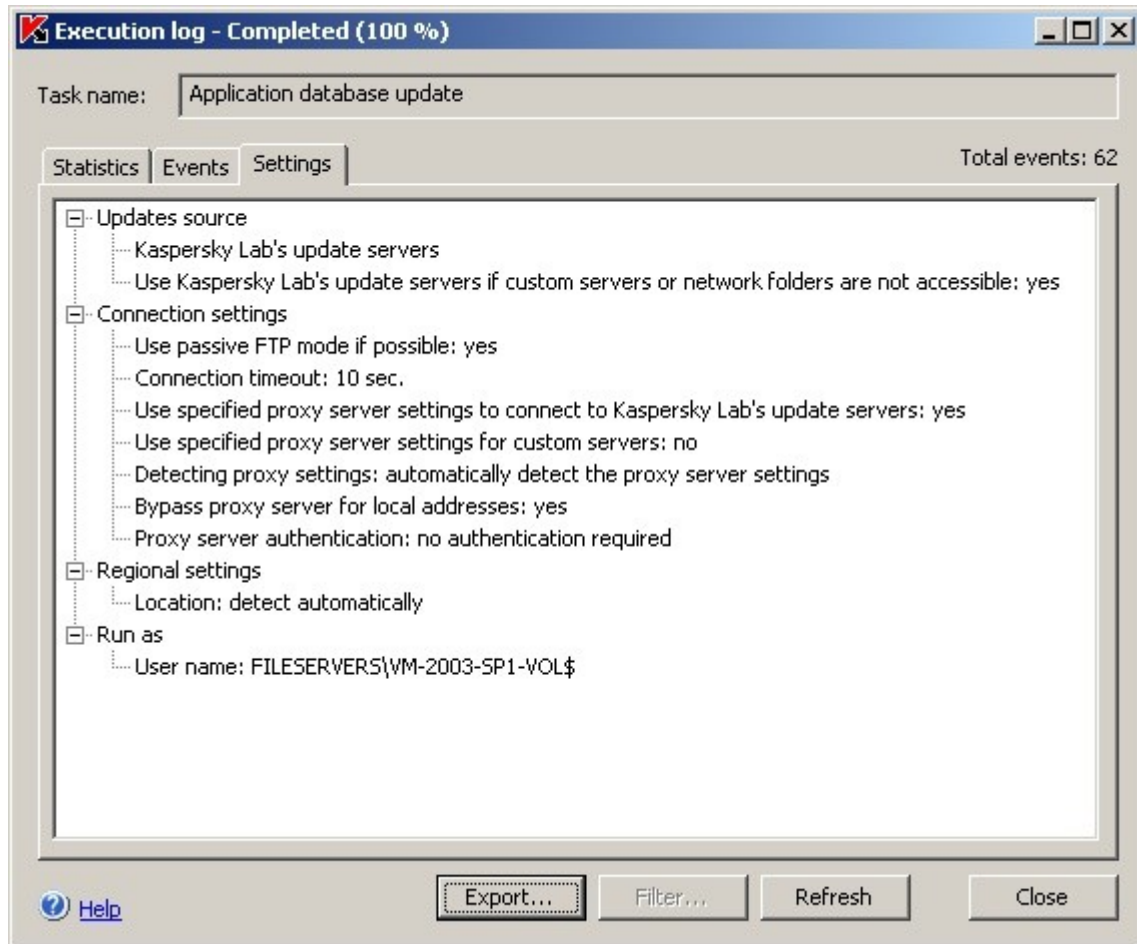 Execution log - Completed (100 %)
Task name: Application database update
Statistics Events Settings Total events: 62
Updates source
Kaspersky Lab's update servers
Use Kaspersky Lab's update servers if custom servers or network folders are not accessible: yes
Connection settings
Use passive FTP mode if possible: yes
Connection timeout: 10 sec.
Use specified proxy server settings to connect to Kaspersky Lab's update servers: yes
Use specified proxy server settings for custom servers: no
Detecting proxy settings: automatically detect the proxy server settings
Bypass proxy server for local addresses: yes
Proxy server authentication: no authentication required
Regional settings
Location: detect automatically
Run as
User name: FILESERVERS\VM-2003-SP1-VOL$
Help Export... Filter... Refresh Close